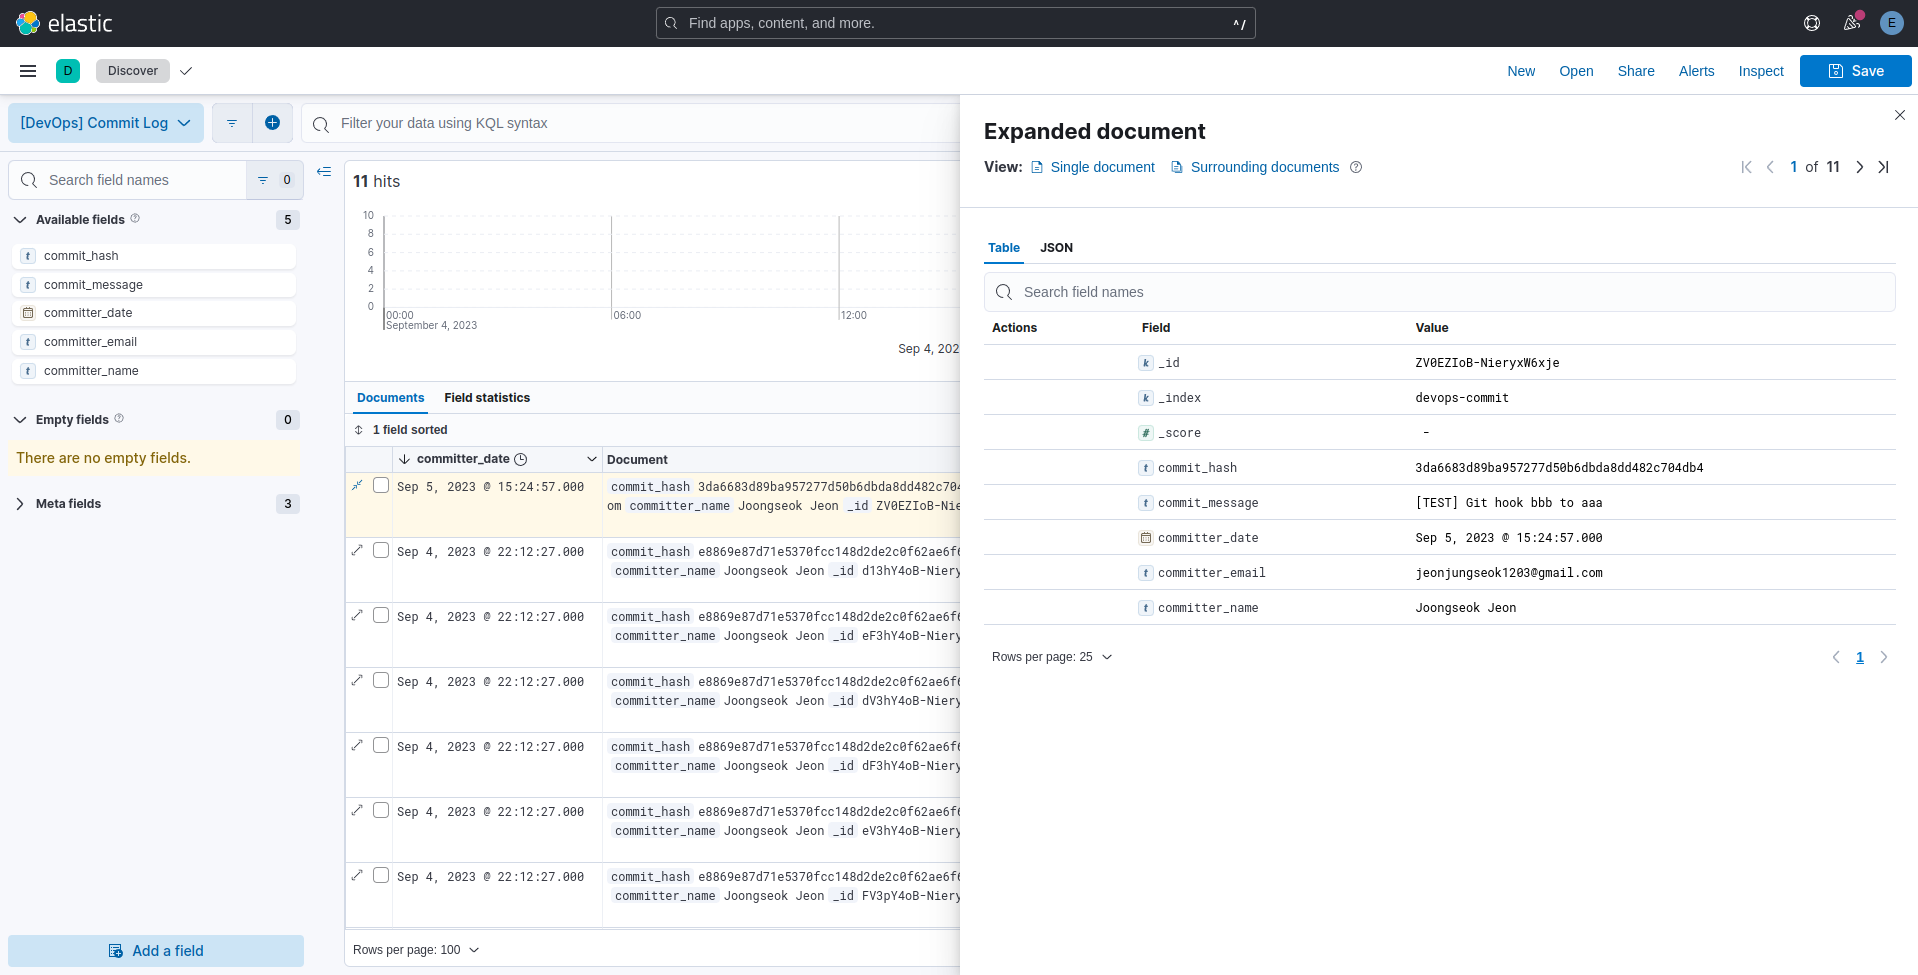 elastic
Find apps, content, and more.
^/
E
D
Discover
New
Open
Share
Alerts
Inspect
Save
[DevOps] Commit Log
Filter your data using KQL syntax
Search field names
0
Available fields
5
t commit_hash
t commit_message
committer_date
t committer_email
t committer_name
Empty fields
0
There are no empty fields.
Meta fields
3
Add a field
11 hits
10
8
6
4
2
0
00:00
September 4, 2023
06:00
12:00
Sep 4, 202
Documents
Field statistics
1 field sorted
committer_date
Document
Sep 5, 2023 @ 15:24:57.000
commit_hash 3da6683d89ba957277d50b6dbda8dd482c704
om committer_name Joongseok Jeon _id ZV0EZIoB-Nie
Sep 4, 2023 @ 22:12:27.000
commit_hash e8869e87d71e5370fcc148d2de2c0f62ae6f6
committer_name Joongseok Jeon _id d13hY4oB-Niery
Sep 4, 2023 @ 22:12:27.000
commit_hash e8869e87d71e5370fcc148d2de2c0f62ae6f6
committer_name Joongseok Jeon _id eF3hY4oB-Niery
Sep 4, 2023 @ 22:12:27.000
commit_hash e8869e87d71e5370fcc148d2de2c0f62ae6f6
committer_name Joongseok Jeon _id dV3hY4oB-Niery
Sep 4, 2023 @ 22:12:27.000
commit_hash e8869e87d71e5370fcc148d2de2c0f62ae6f6
committer_name Joongseok Jeon _id dF3hY4oB-Niery
Sep 4, 2023 @ 22:12:27.000
commit_hash e8869e87d71e5370fcc148d2de2c0f62ae6f6
committer_name Joongseok Jeon _id eV3hY4oB-Niery
Sep 4, 2023 @ 22:12:27.000
commit_hash e8869e87d71e5370fcc148d2de2c0f62ae6f6
committer_name Joongseok Jeon _id FV3pY4oB-Niery
Rows per page: 100
Expanded document
View: Single document Surrounding documents
1 of 11
Table
JSON
Search field names
Actions Field Value
k _id ZV0EZIoB-NieryxW6xje
k _index devops-commit
# _score -
t commit_hash 3da6683d89ba957277d50b6dbda8dd482c704db4
t commit_message [TEST] Git hook bbb to aaa
committer_date Sep 5, 2023 @ 15:24:57.000
t committer_email jeonjungseok1203@gmail.com
t committer_name Joongseok Jeon
Rows per page: 25
1